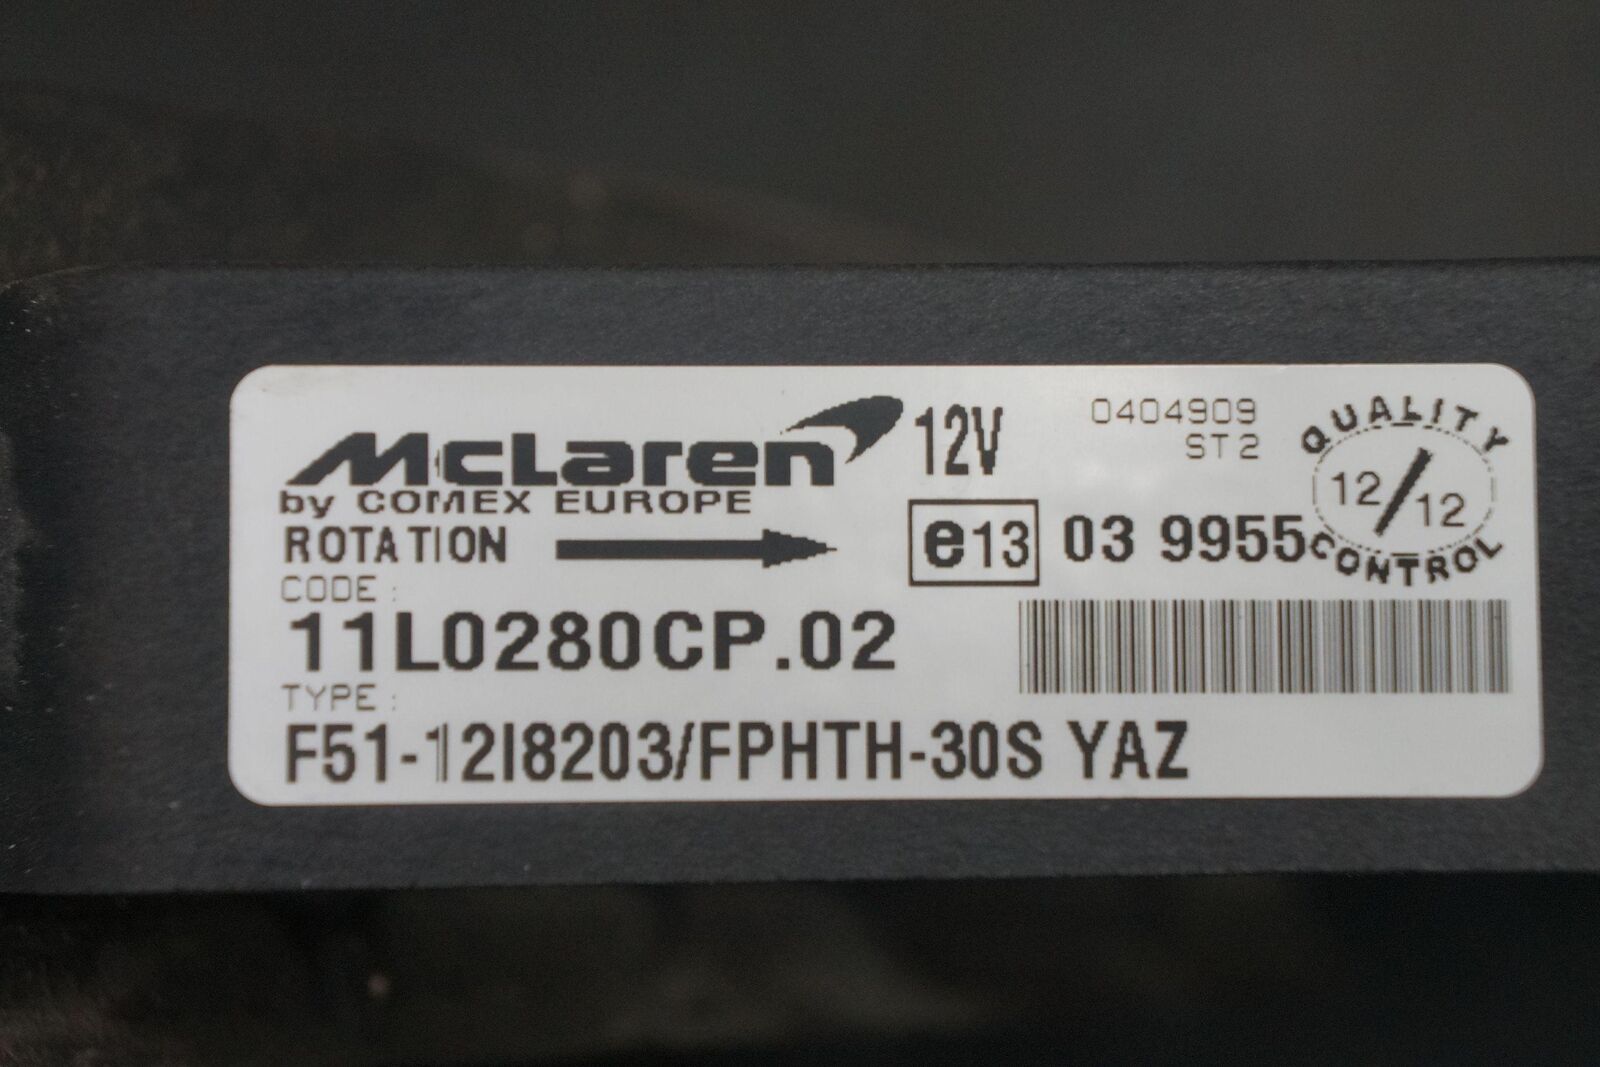 McLaren
by COMEX EUROPE
12V
0404909
ST2
QUALITY
12/12
CONTROL
ROTATION
e13 03 9955
CODE:
11L0280CP.02
TYPE:
F51-12I8203/FPHTH-30S YAZ